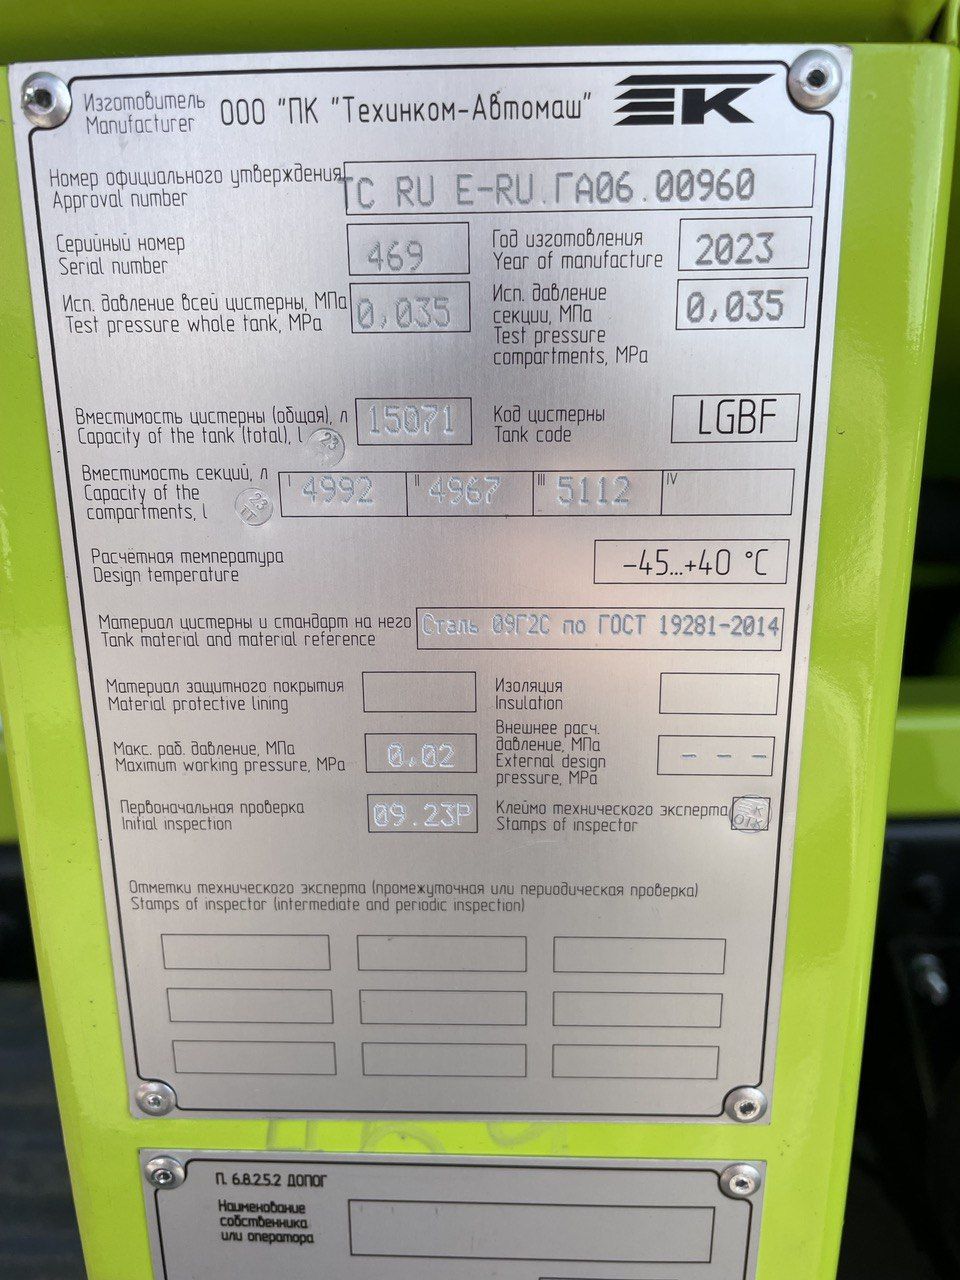 Изготовитель
Manufacturer
ООО "ПК "Техинком-Автомаш"
ТК
Номер официального утверждения
Approval number
ТС RU E-RU.ГА06.00960
Серийный номер
Serial number
469
Год изготовления
Year of manufacture
2023
Исп. давление всей цистерны, МПа
Test pressure whole tank, MPa
0,035
Исп. давление
секции, МПа
Test pressure
compartments, MPa
0,035
Вместимость цистерны (общая), л
Capacity of the tank (total), l
15071
23
Код цистерны
Tank code
LGBF
Вместимость секций, л
Capacity of the
compartments, l
23
I 4992
II 4967
III 5112
IV
Расчётная температура
Design temperature
-45...+40 °C
Материал цистерны и стандарт на него
Tank material and material reference
Сталь 09Г2С по ГОСТ 19281-2014
Материал защитного покрытия
Material protective lining
Изоляция
Insulation
Макс. раб. давление, МПа
Maximum working pressure, MPa
0.02
Внешнее расч.
давление, МПа
External design
pressure, MPa
- - -
Первоначальная проверка
Initial inspection
09.23Р
Клеймо технического эксперта
Stamps of inspector
ОТК
Отметки технического эксперта (промежуточная или периодическая проверка)
Stamps of inspector (intermediate and periodic inspection)
П. 6.8.2.5.2 ДОПОГ
Наименование
собственника
или оператора